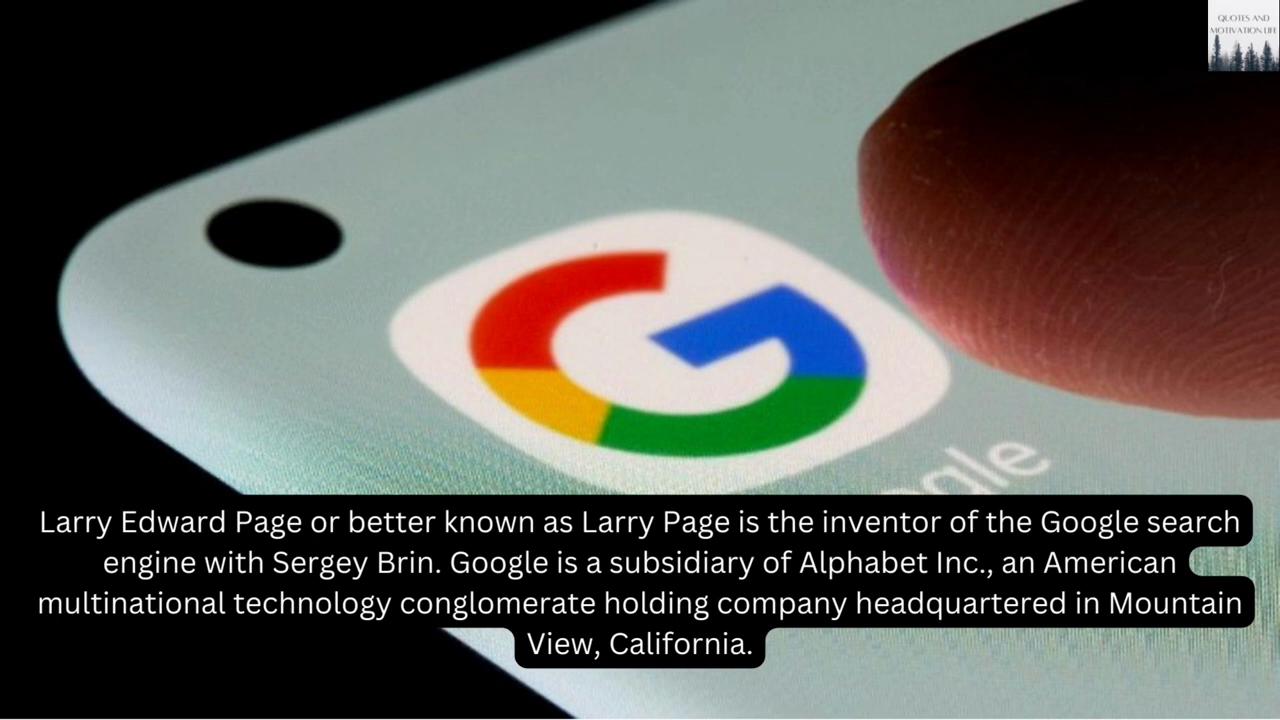 QUOTES AND
MOTIVATION LIFE
Larry Edward Page or better known as Larry Page is the inventor of the Google search
engine with Sergey Brin. Google is a subsidiary of Alphabet Inc., an American
multinational technology conglomerate holding company headquartered in Mountain
View, California.